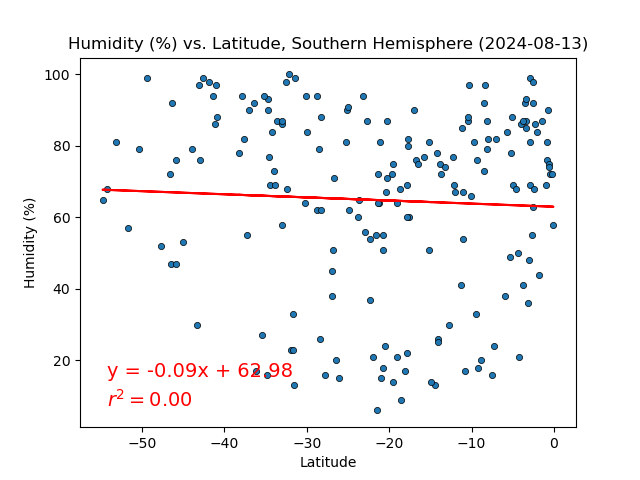 Humidity (%) vs. Latitude, Southern Hemisphere (2024-08-13)
100
80
60
40
20
Humidity (%)
y = -0.09x + 62.98
r² = 0.00
−50 −40 −30 −20 −10 0
Latitude